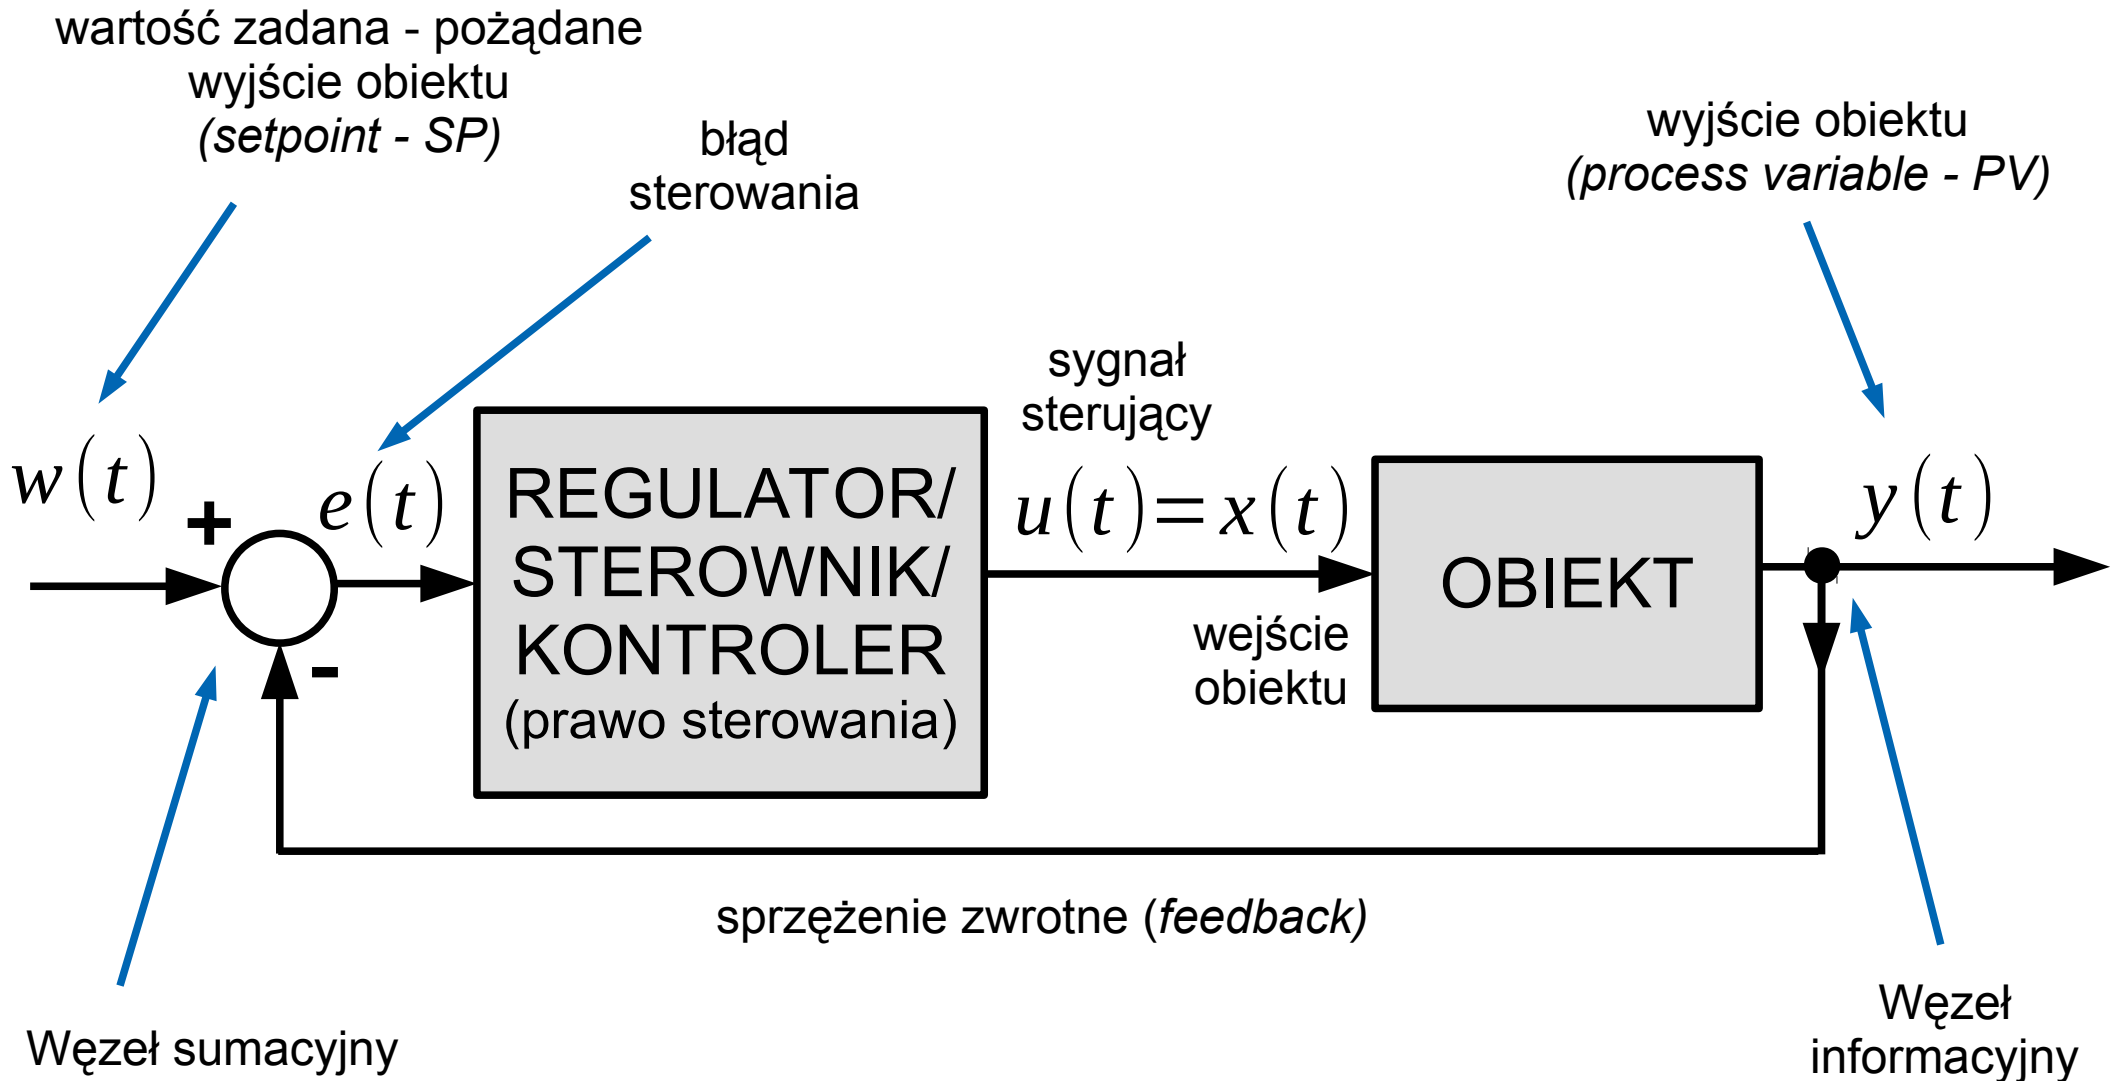 wartość zadana - pożądane
wyjście obiektu
(setpoint - SP)
błąd
sterowania
wyjście obiektu
(process variable - PV)
sygnał
sterujący
w(t)
+
e(t)
REGULATOR/
STEROWNIK/
KONTROLER
(prawo sterowania)
u(t)=x(t)
OBIEKT
y(t)
-
wejście
obiektu
sprzężenie zwrotne (feedback)
Węzeł sumacyjny
Węzeł
informacyjny